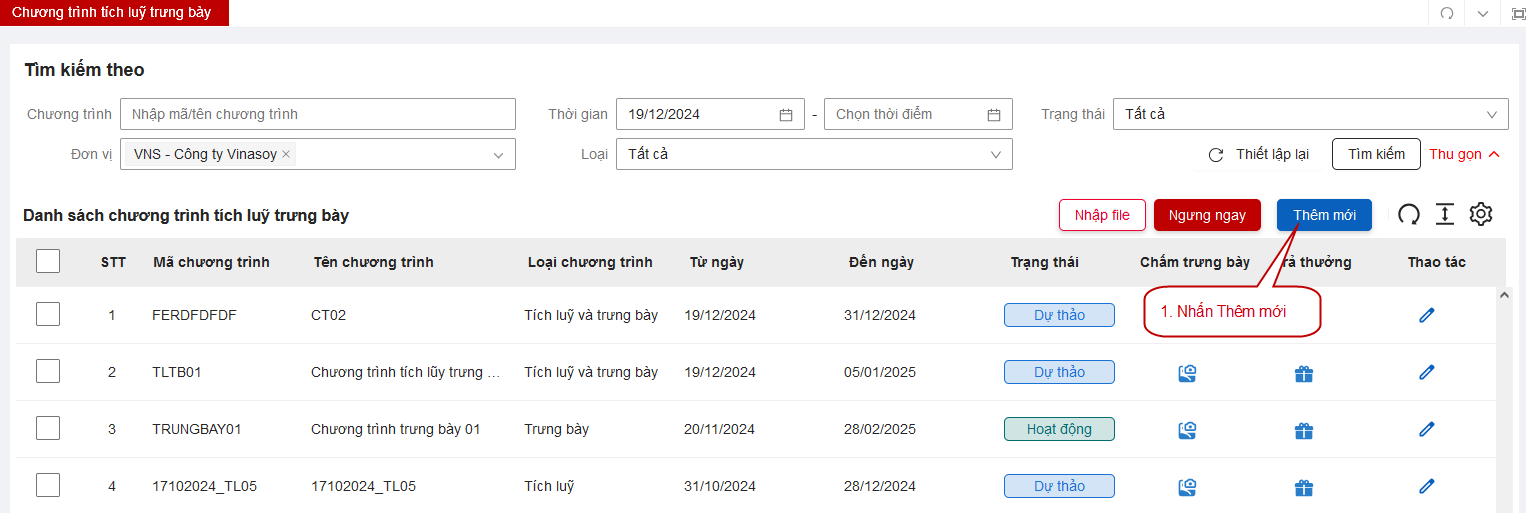 Chương trình tích luỹ trưng bày
Tìm kiếm theo
Chương trình Nhập mã/tên chương trình Thời gian 19/12/2024 - Chọn thời điểm Trạng thái Tất cả
Đơn vị VNS - Công ty Vinasoy × Loại Tất cả Thiết lập lại Tìm kiếm Thu gọn
Danh sách chương trình tích luỹ trưng bày Nhập file Ngưng ngay Thêm mới
STT Mã chương trình Tên chương trình Loại chương trình Từ ngày Đến ngày Trạng thái Chấm trưng bày rả thưởng Thao tác
1 FERDFDFDF CT02 Tích luỹ và trưng bày 19/12/2024 31/12/2024 Dự thảo
1. Nhấn Thêm mới
2 TLTB01 Chương trình tích lũy trưng ... Tích luỹ và trưng bày 19/12/2024 05/01/2025 Dự thảo
3 TRUNGBAY01 Chương trình trưng bày 01 Trưng bày 20/11/2024 28/02/2025 Hoạt động
4 17102024_TL05 17102024_TL05 Tích luỹ 31/10/2024 28/12/2024 Dự thảo